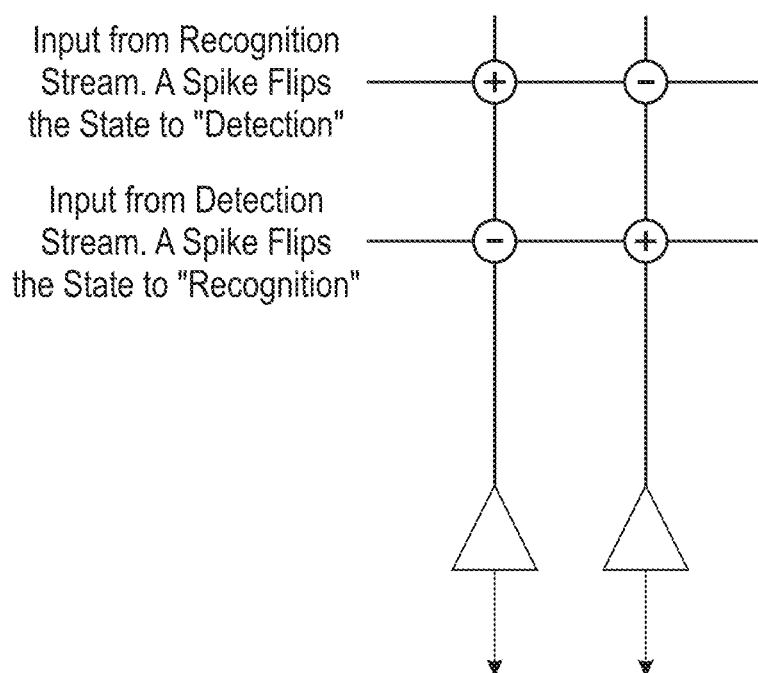 Input from Recognition
Stream. A Spike Flips
the State to "Detection"
+ -
Input from Detection
Stream. A Spike Flips
the State to "Recognition"
- +